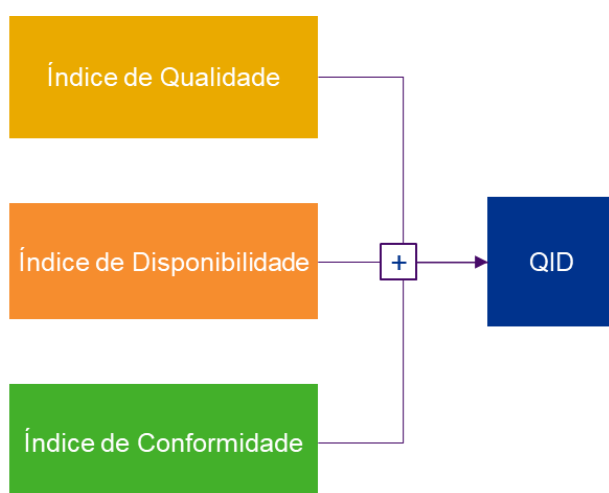 Índice de Qualidade
Índice de Disponibilidade
+
QID
Índice de Conformidade